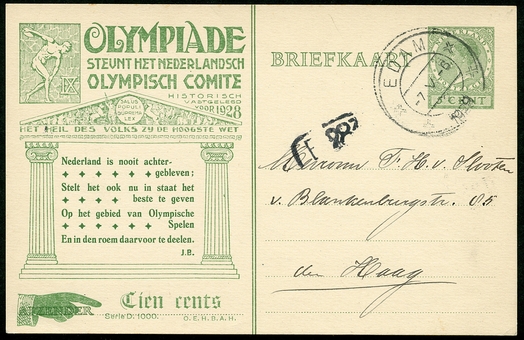 OLYMPIADE
STEUNT HET NEDERLANDSCH
OLYMPISCH COMITE
HISTORISCH
VASTGELEGD
VOOR 1928
SALUS
POPULI
SUPREMA
HET HEIL DES VOLKS ZY DE HOOGSTE WET
Nederland is nooit achter-
gebleven;
Stelt het ook nu in staat het
beste te geven
Op het gebied van Olympische
Spelen
En in den roem daarvoor te deelen.
J.B.
AFZENDER
Cien cents
Serie D. 1000.
O.E.H.B.A.H.
BRIEFKAART
5 CENT
EDAM
Mevrouw F. H. v. Slooten
v. Blankenburgstr. 85
den Haag